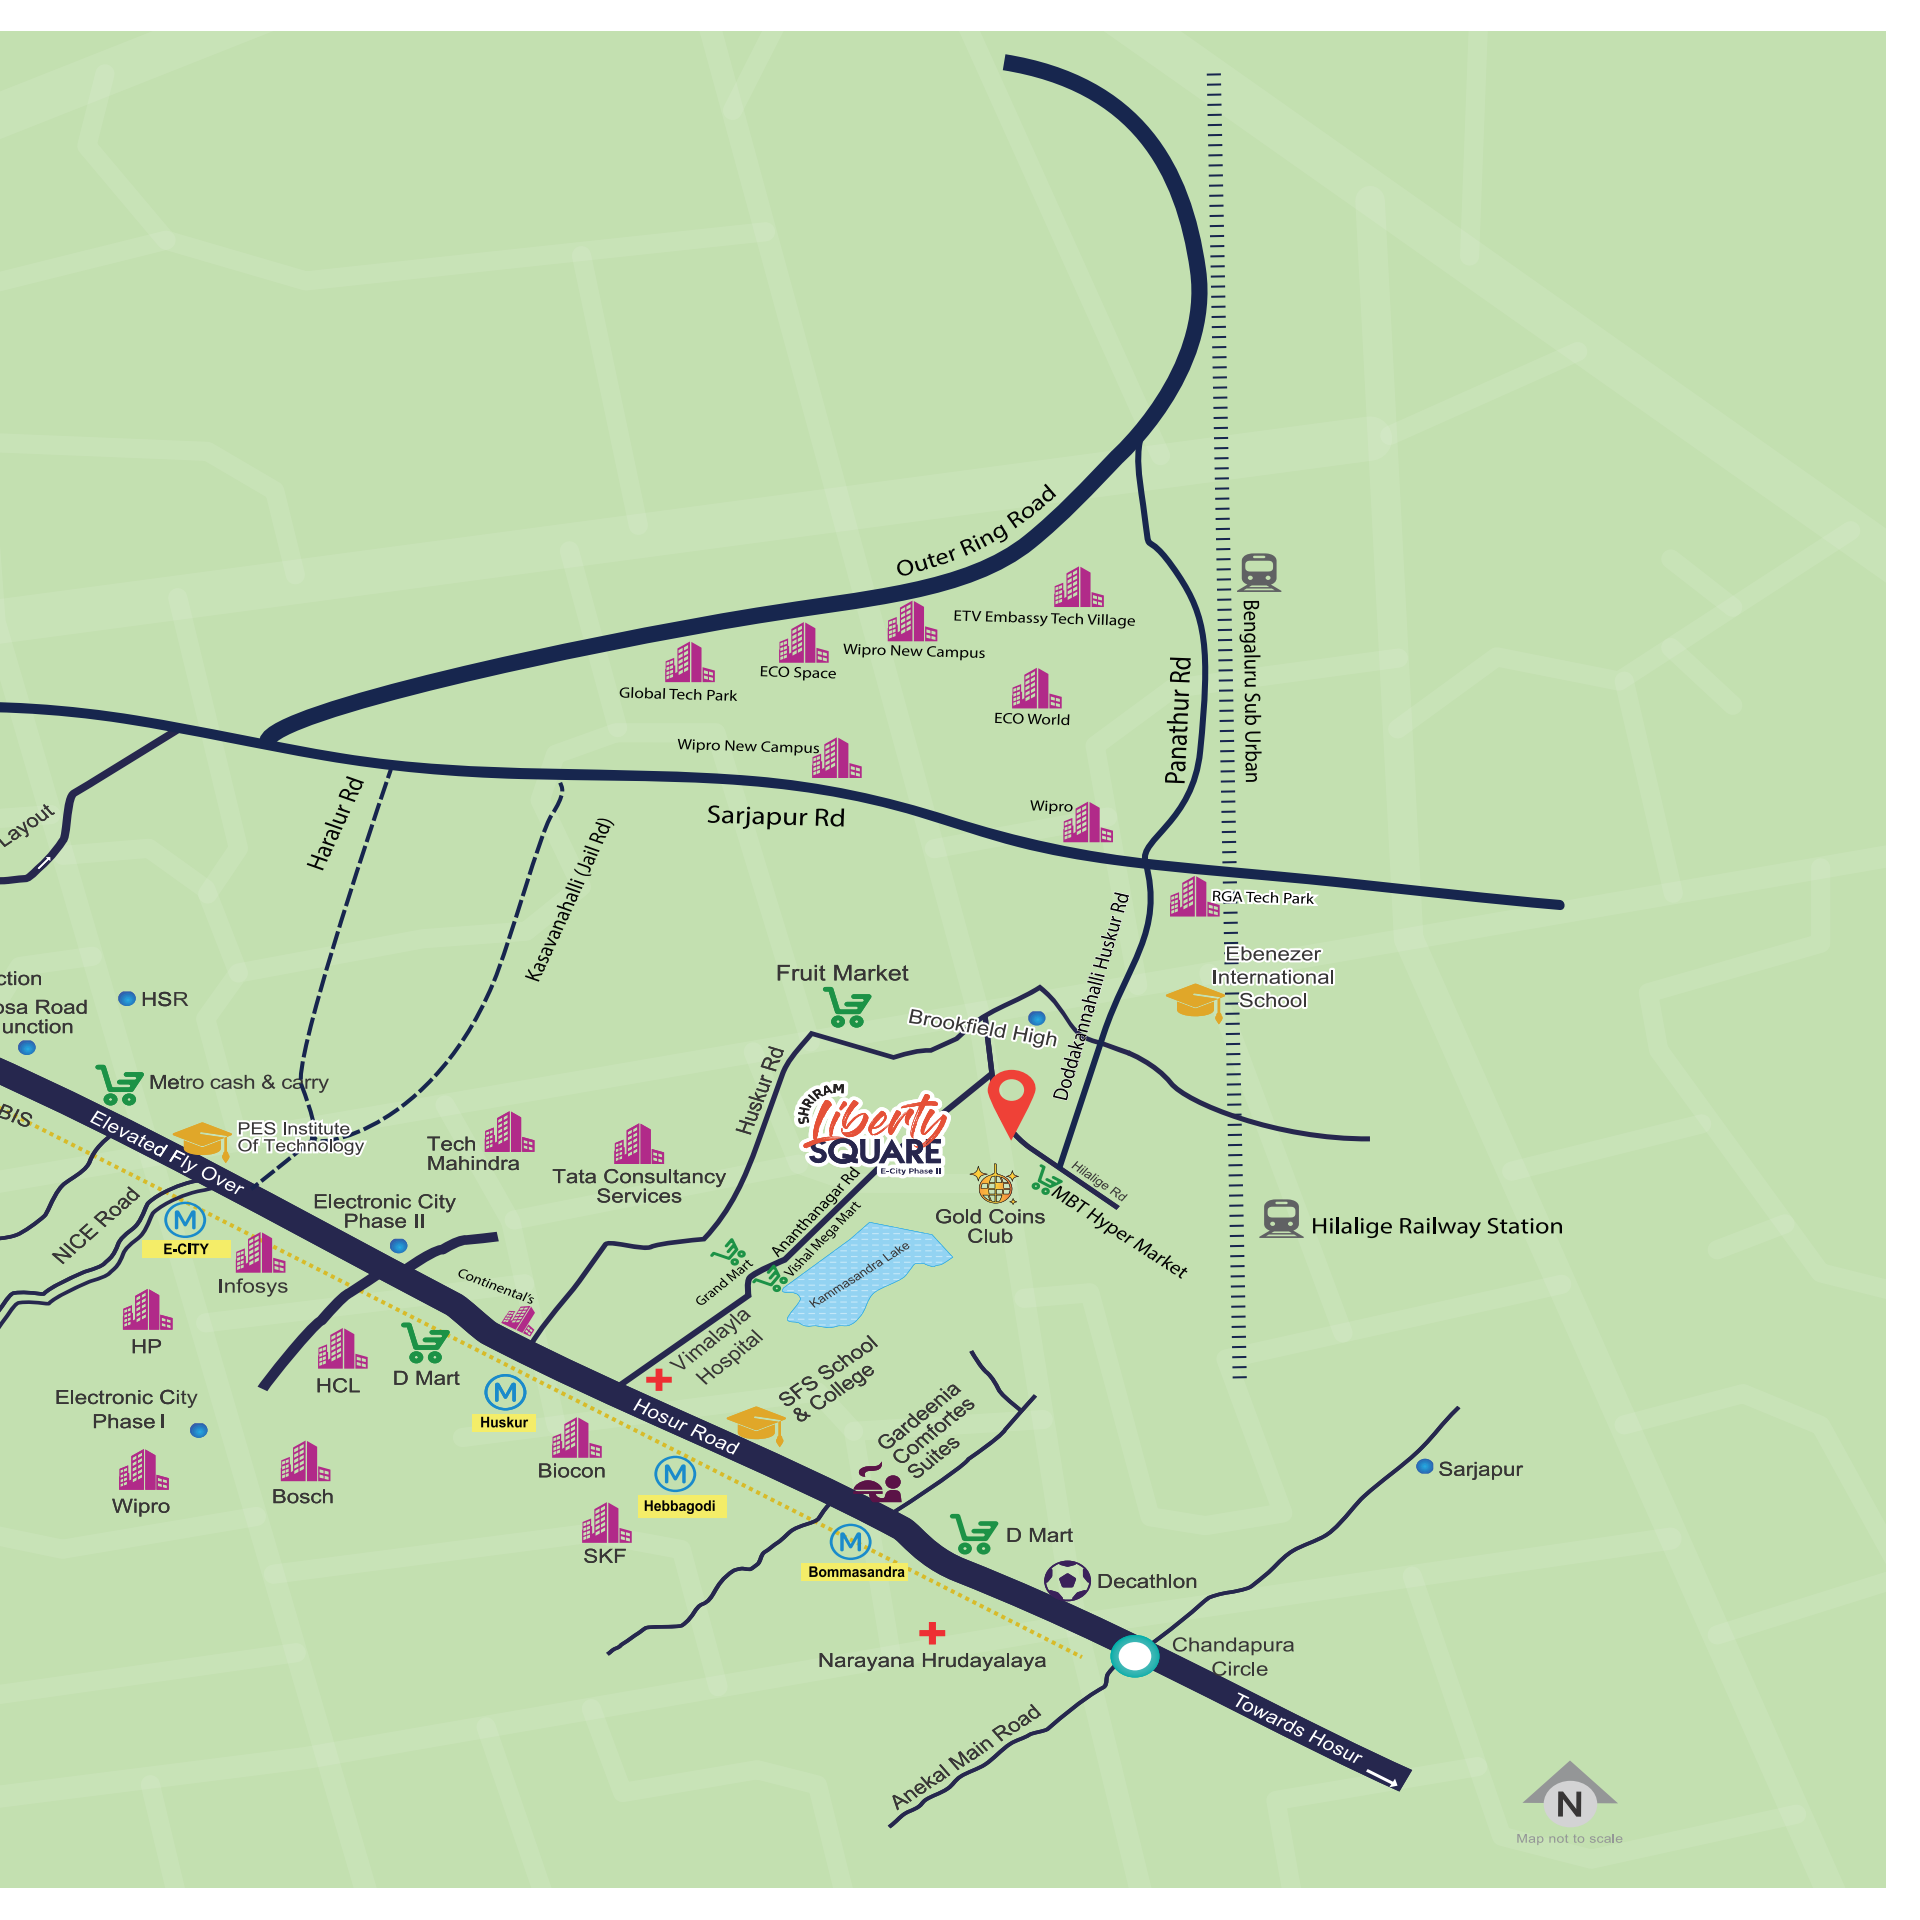 Outer Ring Road
ETV Embassy Tech Village
Wipro New Campus
ECO Space
Global Tech Park
ECO World
Panathur Rd
Bengaluru Sub Urban
Wipro New Campus
Sarjapur Rd
Wipro
Haralur Rd
Kasavanahalli (Jail Rd)
Layout
RGA Tech Park
Doddakannahalli Huskur Rd
Ebenezer
International
School
ction
osa Road
unction
HSR
Fruit Market
Brookfield High
Huskur Rd
Metro cash & carry
BIS
Elevated Fly Over
PES Institute
Of Technology
Tech
Mahindra
Tata Consultancy
Services
SHRIRAM
Liberty
SQUARE
E-City Phase II
Ananthanagar Rd
Vishal Mega Mart
Grand Mart
Kammasandra Lake
Gold Coins
Club
Hilalige Rd
MBT Hyper Market
Hilalige Railway Station
NICE Road
Electronic City
Phase II
M
E-CITY
Infosys
Continental's
HP
HCL
D Mart
M
Huskur
Vimalayla
Hospital
Electronic City
Phase I
Wipro
Bosch
Biocon
Hosur Road
SFS School
& College
Gardeenia
Comfortes
Suites
M
Hebbagodi
SKF
M
Bommasandra
D Mart
Decathlon
Sarjapur
Narayana Hrudayalaya
Chandapura
Circle
Anekal Main Road
Towards Hosur
N
Map not to scale